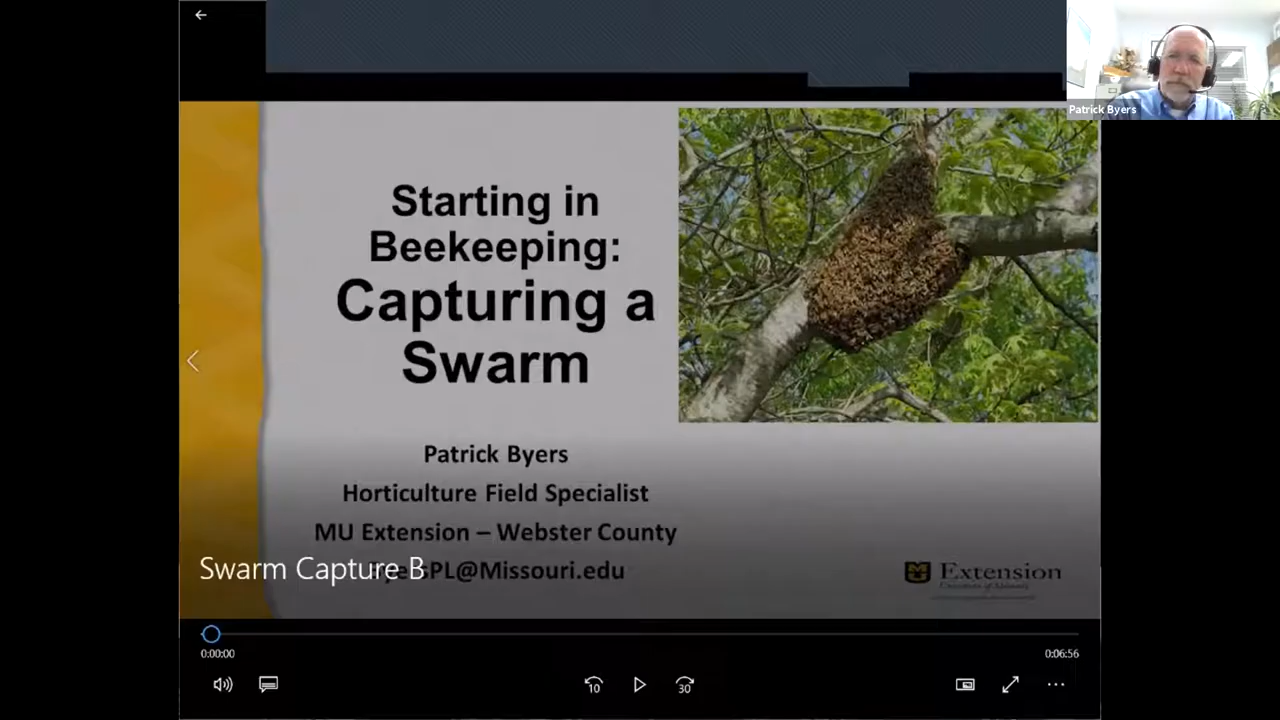 Patrick Byers
Starting in
Beekeeping:
Capturing a
Swarm
Patrick Byers
Horticulture Field Specialist
MU Extension – Webster County
Swarm Capture B
PL@Missouri.edu
MU Extension
0:00:00
0:06:56
10
30